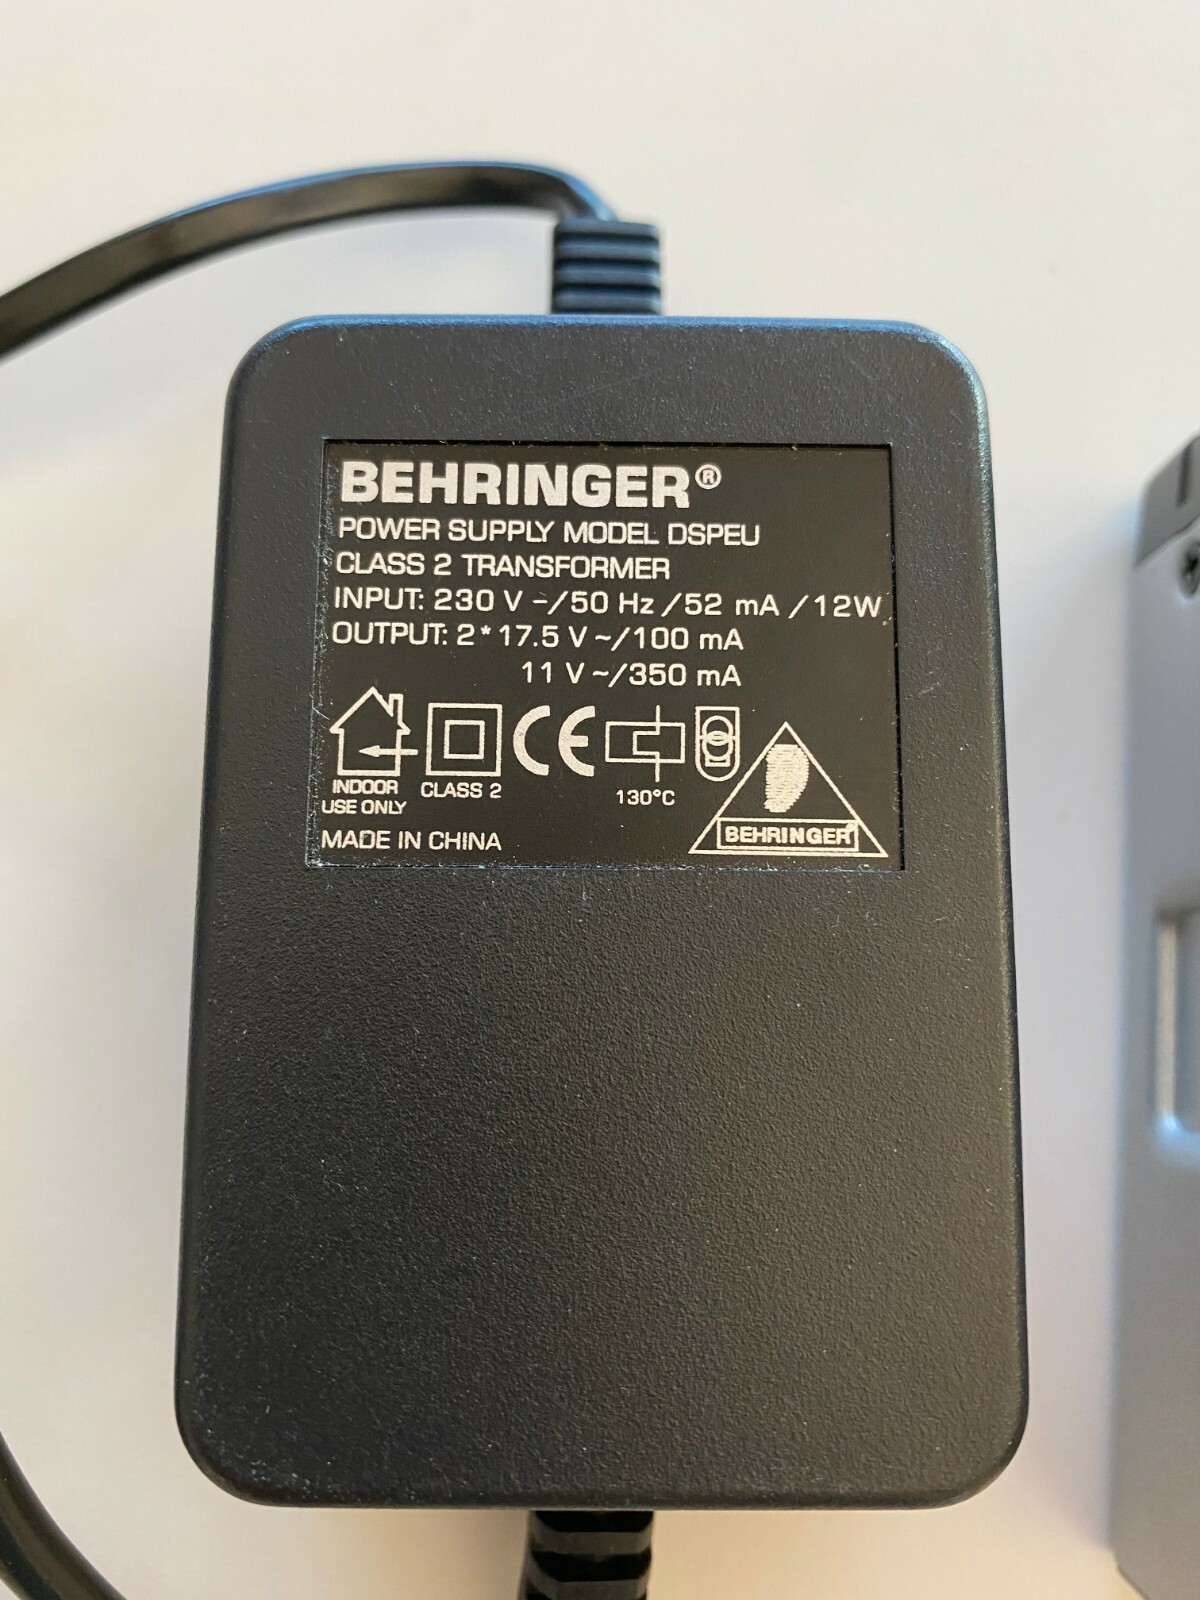 BEHRINGER®
POWER SUPPLY MODEL DSPEU
CLASS 2 TRANSFORMER
INPUT: 230 V ~/50 Hz /52 mA /12W
OUTPUT: 2*17.5 V ~/100 mA
11 V ~/350 mA
CE
INDOOR
USE ONLY
CLASS 2
130°C
BEHRINGER®
MADE IN CHINA